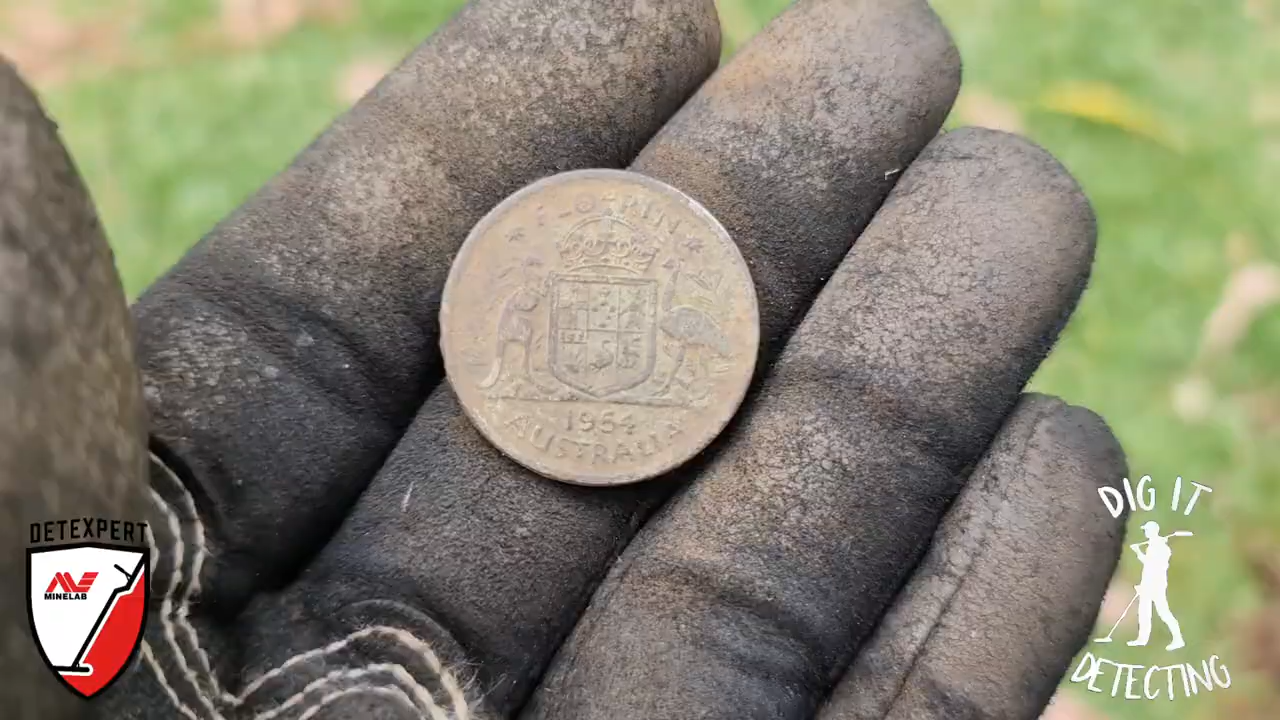 FLORIN
1954
AUSTRALIA
DETEXPERT
MINELAB
DIG IT
DETECTING